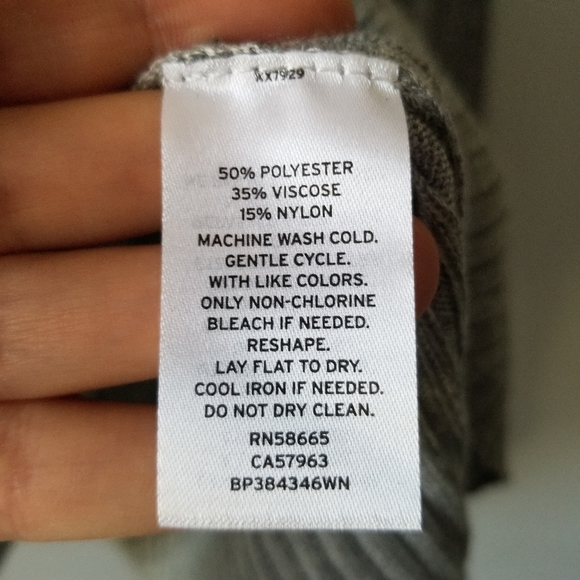 XX7929
50% POLYESTER
35% VISCOSE
15% NYLON
MACHINE WASH COLD.
GENTLE CYCLE.
WITH LIKE COLORS.
ONLY NON-CHLORINE
BLEACH IF NEEDED.
RESHAPE.
LAY FLAT TO DRY.
COOL IRON IF NEEDED.
DO NOT DRY CLEAN.
RN58665
CA57963
BP384346WN